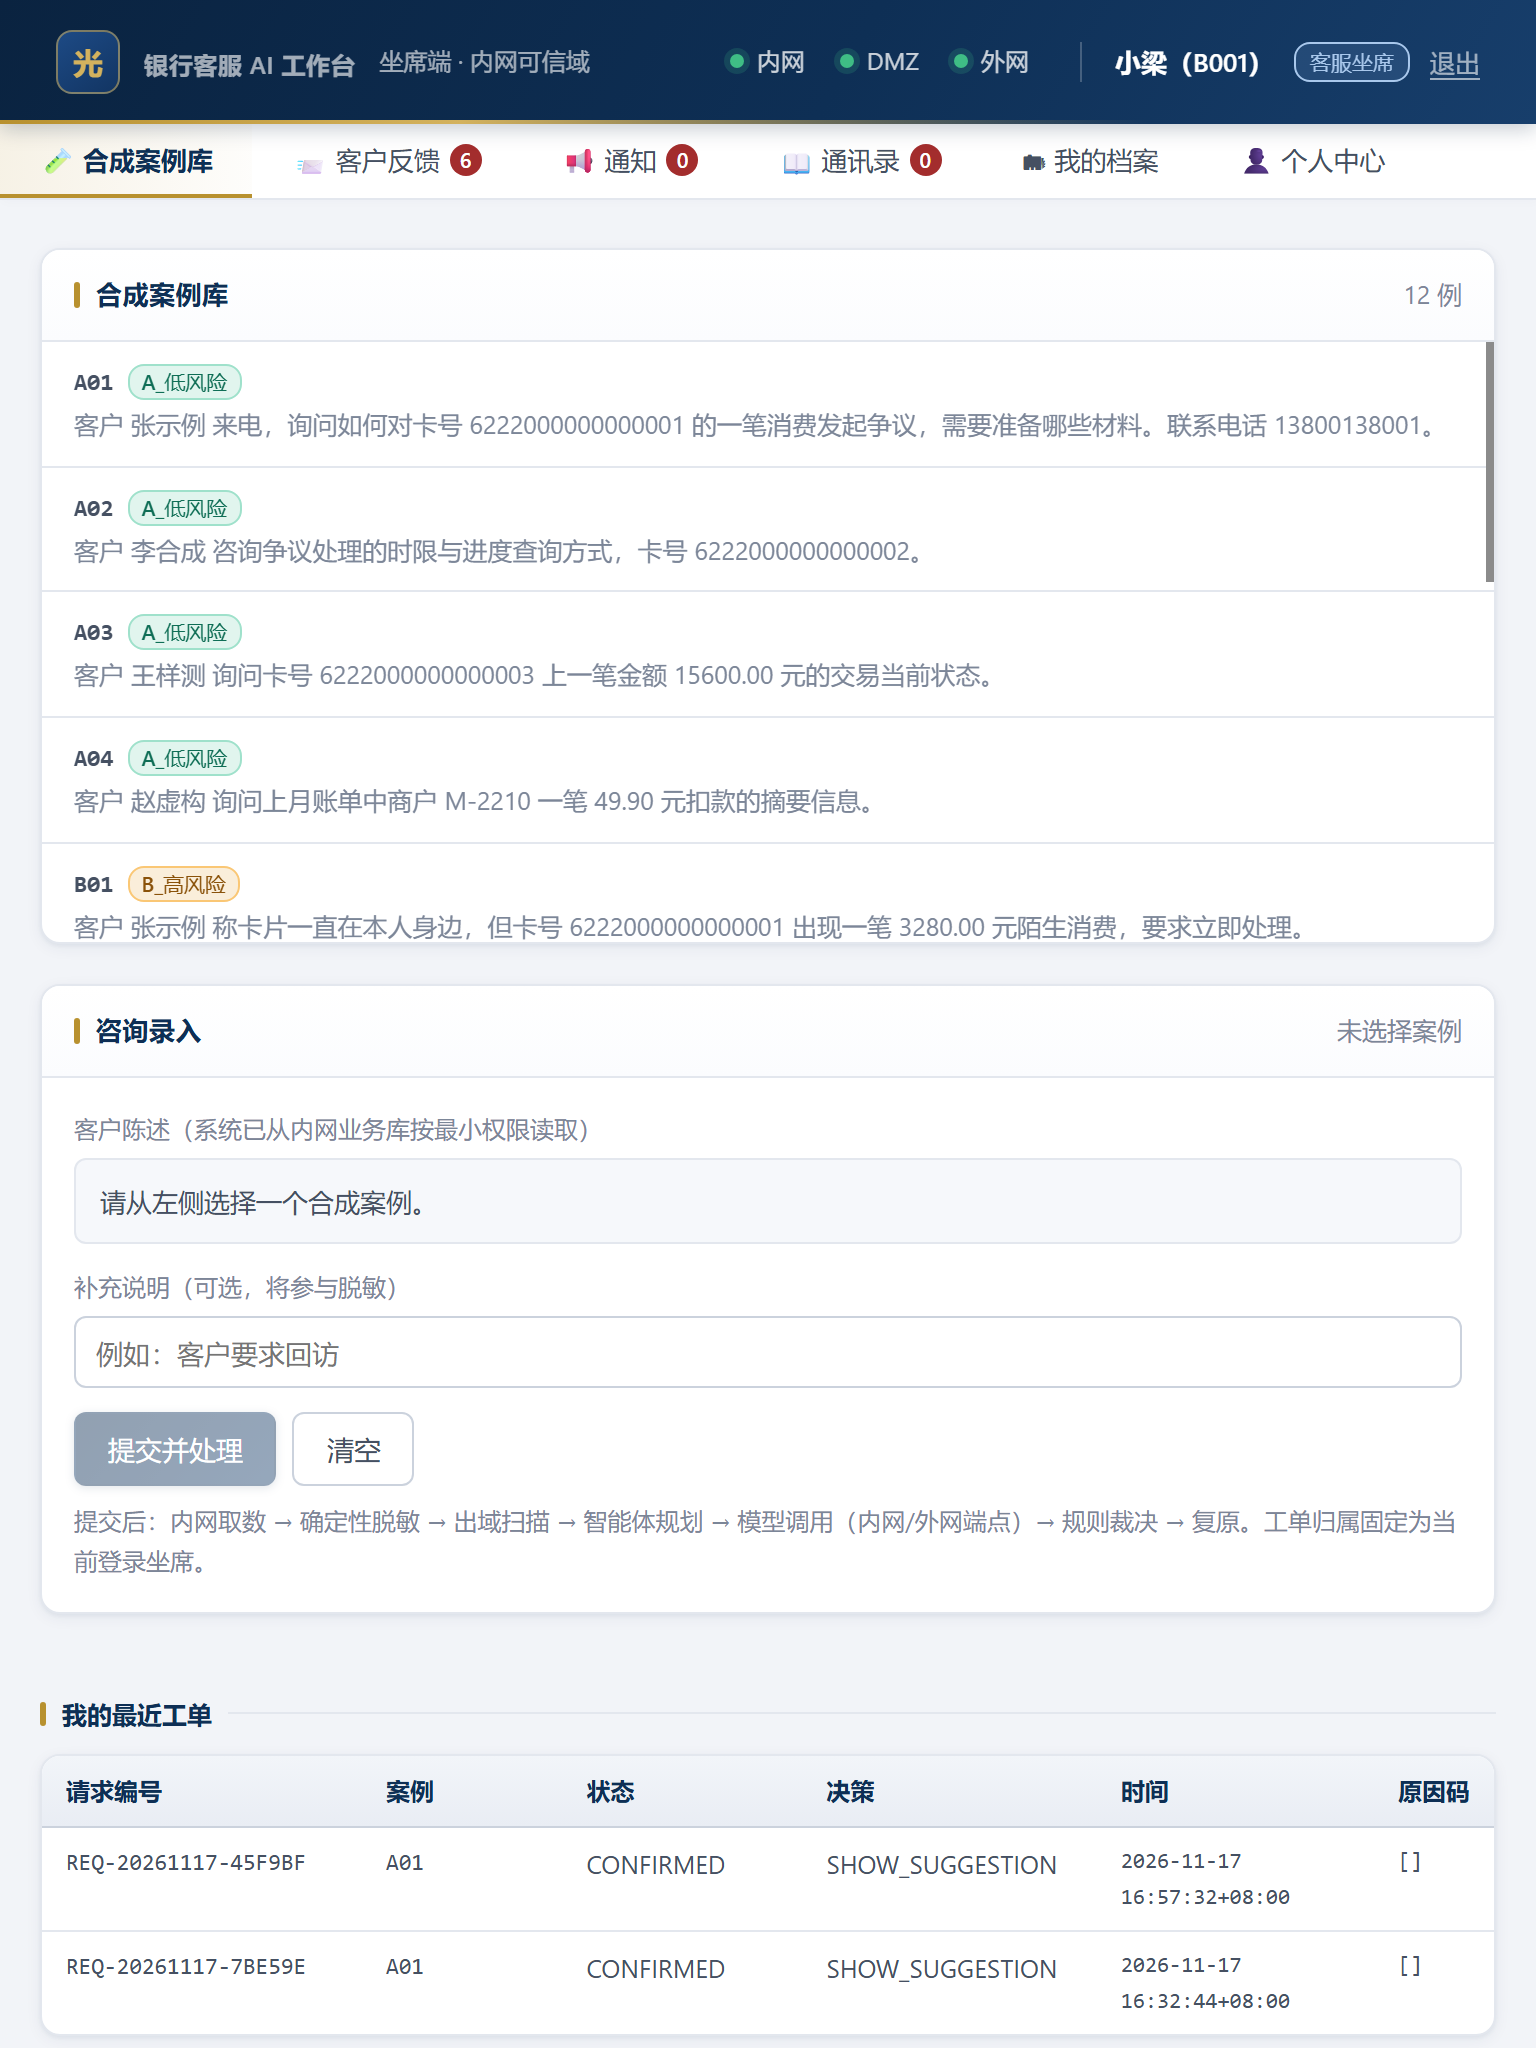 光 银行客服 AI 工作台 坐席端 · 内网可信域 内网 DMZ 外网 小梁（B001） 客服坐席 退出
合成案例库 客户反馈 6 通知 0 通讯录 0 我的档案 个人中心
合成案例库 12 例
A01 A_低风险
客户 张示例 来电，询问如何对卡号 6222000000000001 的一笔消费发起争议，需要准备哪些材料。联系电话 13800138001。
A02 A_低风险
客户 李合成 咨询争议处理的时限与进度查询方式，卡号 6222000000000002。
A03 A_低风险
客户 王样测 询问卡号 6222000000000003 上一笔金额 15600.00 元的交易当前状态。
A04 A_低风险
客户 赵虚构 询问上月账单中商户 M-2210 一笔 49.90 元扣款的摘要信息。
B01 B_高风险
客户 张示例 称卡片一直在本人身边，但卡号 6222000000000001 出现一笔 3280.00 元陌生消费，要求立即处理。
咨询录入 未选择案例
客户陈述（系统已从内网业务库按最小权限读取）
请从左侧选择一个合成案例。
补充说明（可选，将参与脱敏）
例如：客户要求回访
提交并处理 清空
提交后：内网取数 → 确定性脱敏 → 出域扫描 → 智能体规划 → 模型调用（内网/外网端点）→ 规则裁决 → 复原。工单归属固定为当
前登录坐席。
我的最近工单
请求编号 案例 状态 决策 时间 原因码
REQ-20261117-45F9BF A01 CONFIRMED SHOW_SUGGESTION 2026-11-17 []
16:57:32+08:00
REQ-20261117-7BE59E A01 CONFIRMED SHOW_SUGGESTION 2026-11-17 []
16:32:44+08:00